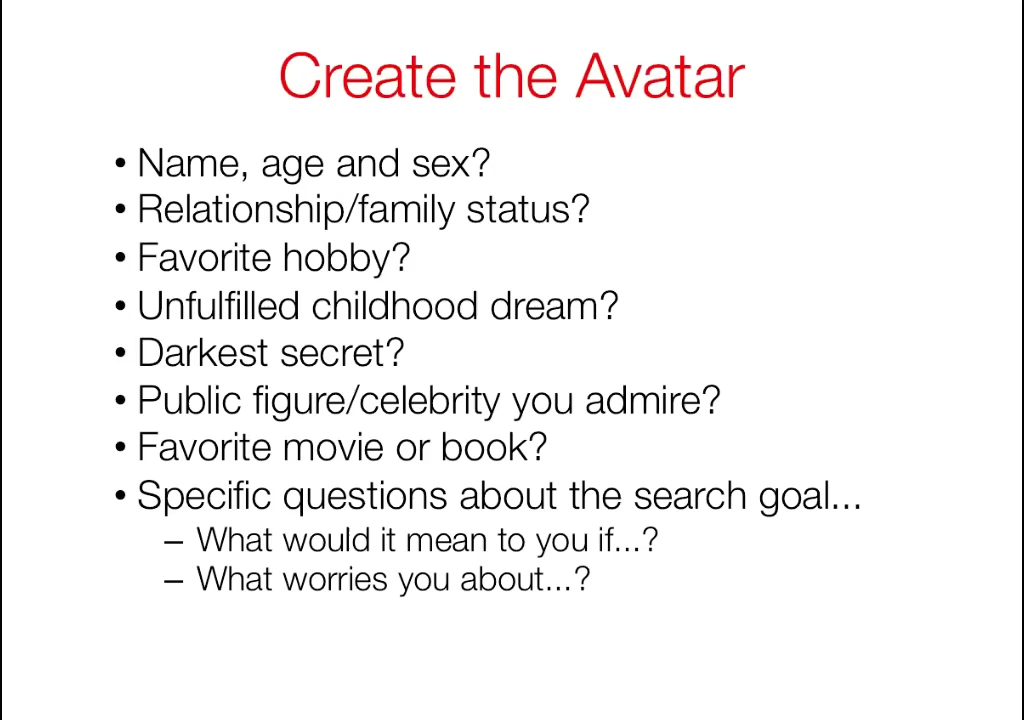 Create the Avatar
• Name, age and sex?
• Relationship/family status?
• Favorite hobby?
• Unfulfilled childhood dream?
• Darkest secret?
• Public figure/celebrity you admire?
• Favorite movie or book?
• Specific questions about the search goal...
– What would it mean to you if...?
– What worries you about...?